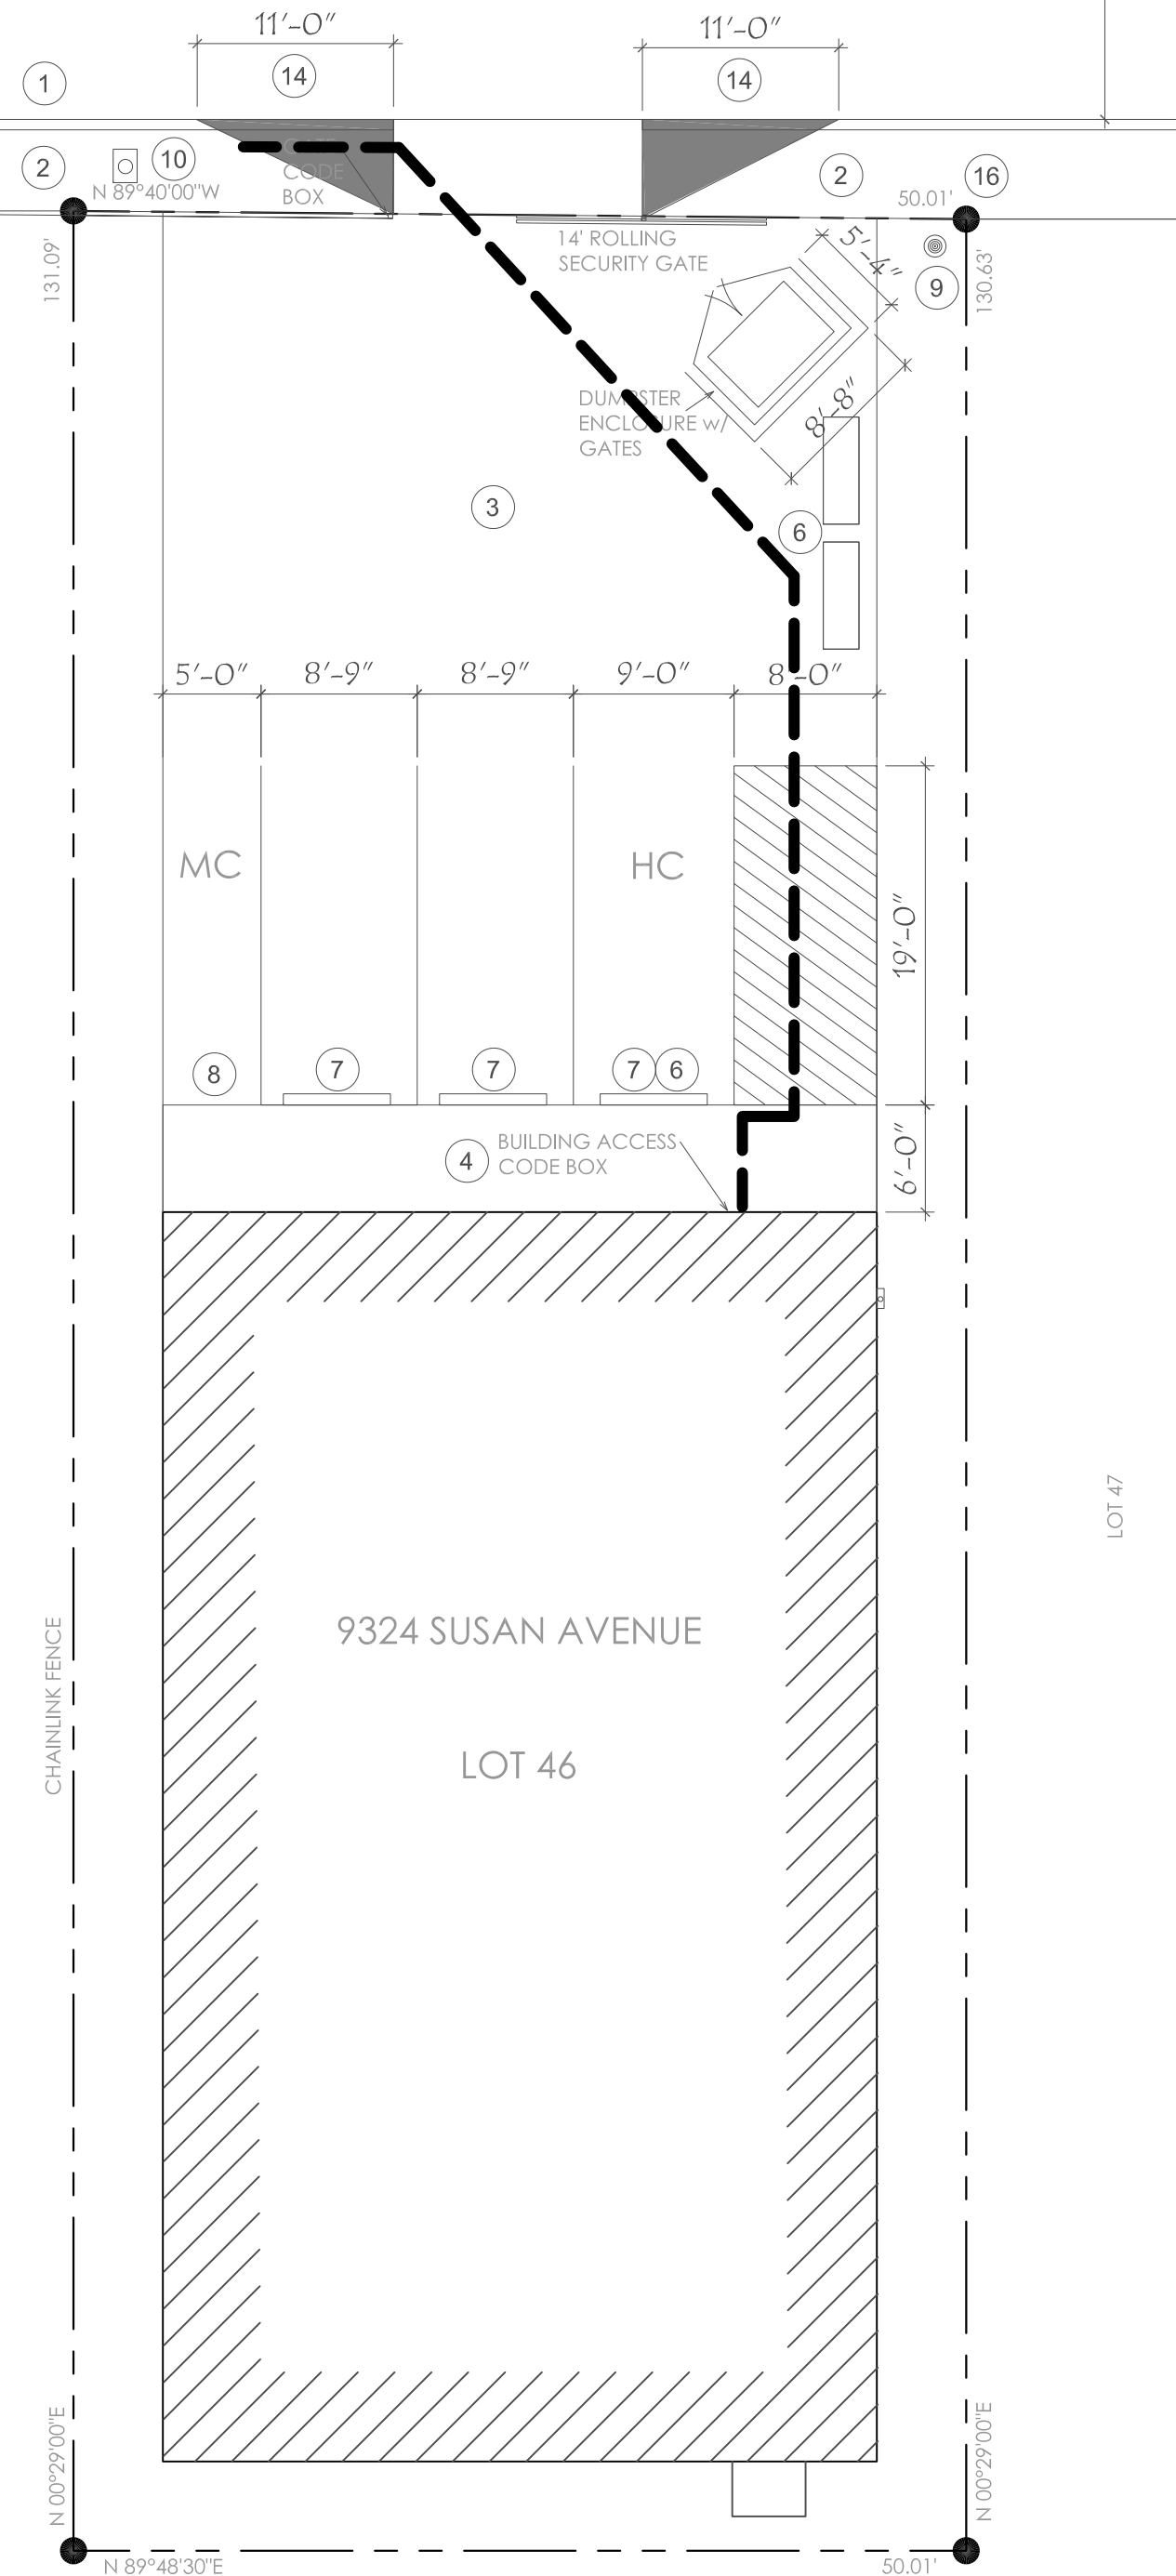 11'-0"
11'-0"
1
14
14
2
10
CODE
BOX
2
16
N 89°40'00"W
50.01'
131.09'
14' ROLLING
SECURITY GATE
5'-4"
9
130.63'
DUMPSTER
ENCLOSURE w/
GATES
8'-8"
3
6
5'-0"
8'-9"
8'-9"
9'-0"
8'-0"
MC
HC
19'-0"
8
7
7
7
6
4
BUILDING ACCESS
CODE BOX
6'-0"
LOT 47
9324 SUSAN AVENUE
CHAINLINK FENCE
LOT 46
N 00°29'00"E
N 00°29'00"E
N 89°48'30"E
50.01'